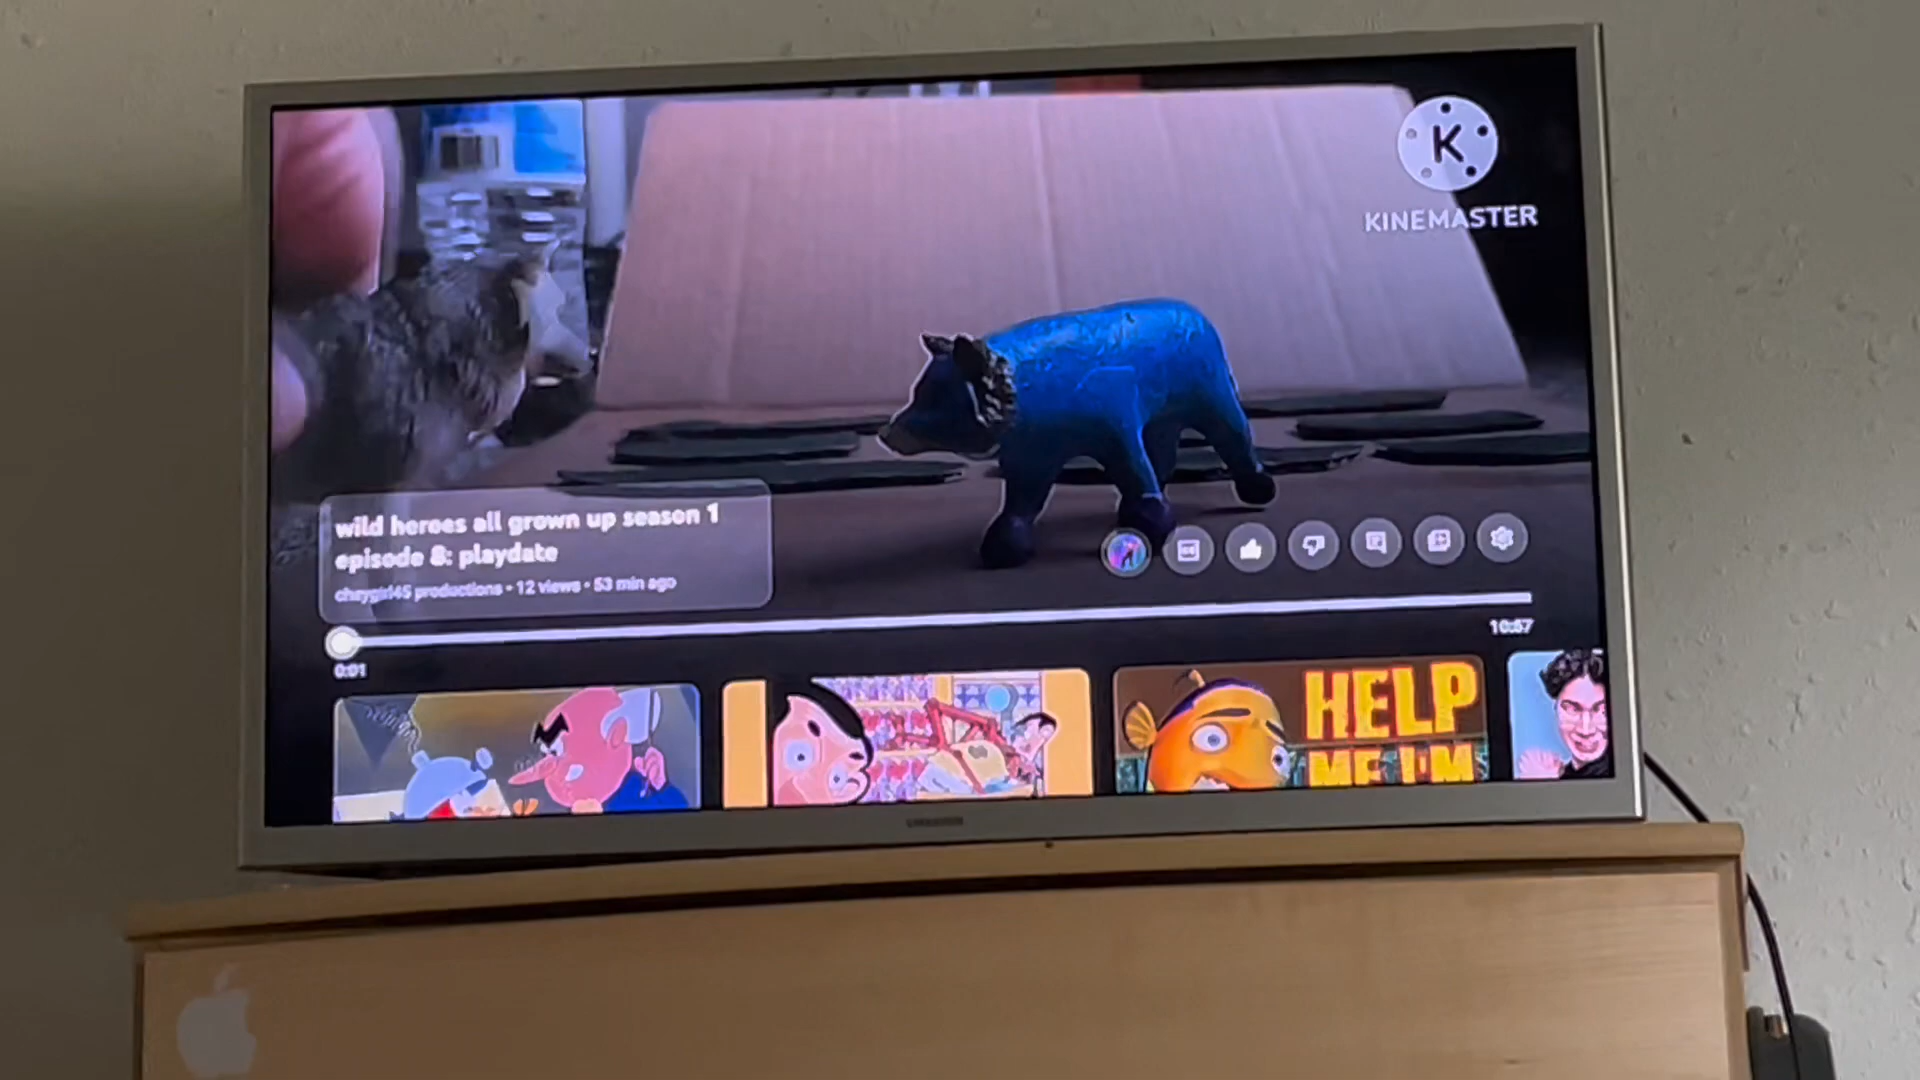 K
KINEMASTER
wild heroes all grown up season 1
episode 8: playdate
productions • 12 views • 53 min ago
0:01
10:57
HELP
ME I'M